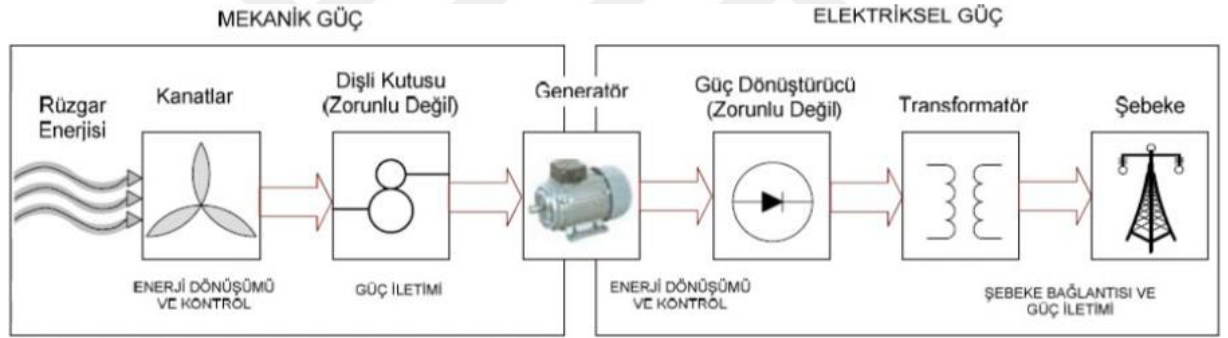 MEKANİK GÜÇ
ELEKTRİKSEL GÜÇ
Rüzgar
Enerjisi
Kanatlar
Dişli Kutusu
(Zorunlu Değil)
Generatör
Güç Dönüştürücü
(Zorunlu Değil)
Transformatör
Şebeke
ENERJİ DÖNÜŞÜMÜ
VE KONTROL
GÜÇ İLETİMİ
ENERJİ DÖNÜŞÜMÜ
VE KONTROL
ŞEBEKE BAĞLANTISI VE
GÜÇ İLETİMİ